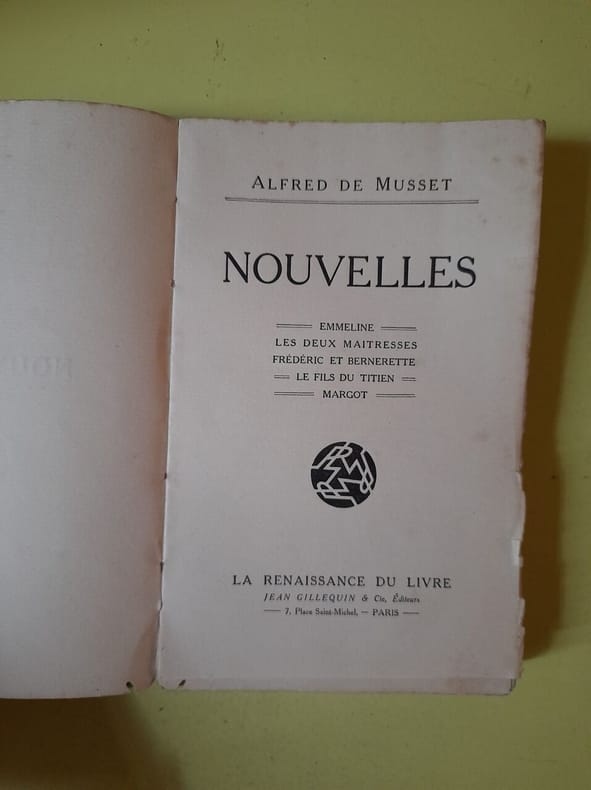 ALFRED DE MUSSET
NOUVELLES
EMMELINE
LES DEUX MAITRESSES
FRÉDÉRIC ET BERNERETTE
LE FILS DU TITIEN
MARGOT
LA RENAISSANCE DU LIVRE
JEAN GILLEQUIN & Cie, Éditeurs
7, Place Saint-Michel, — PARIS